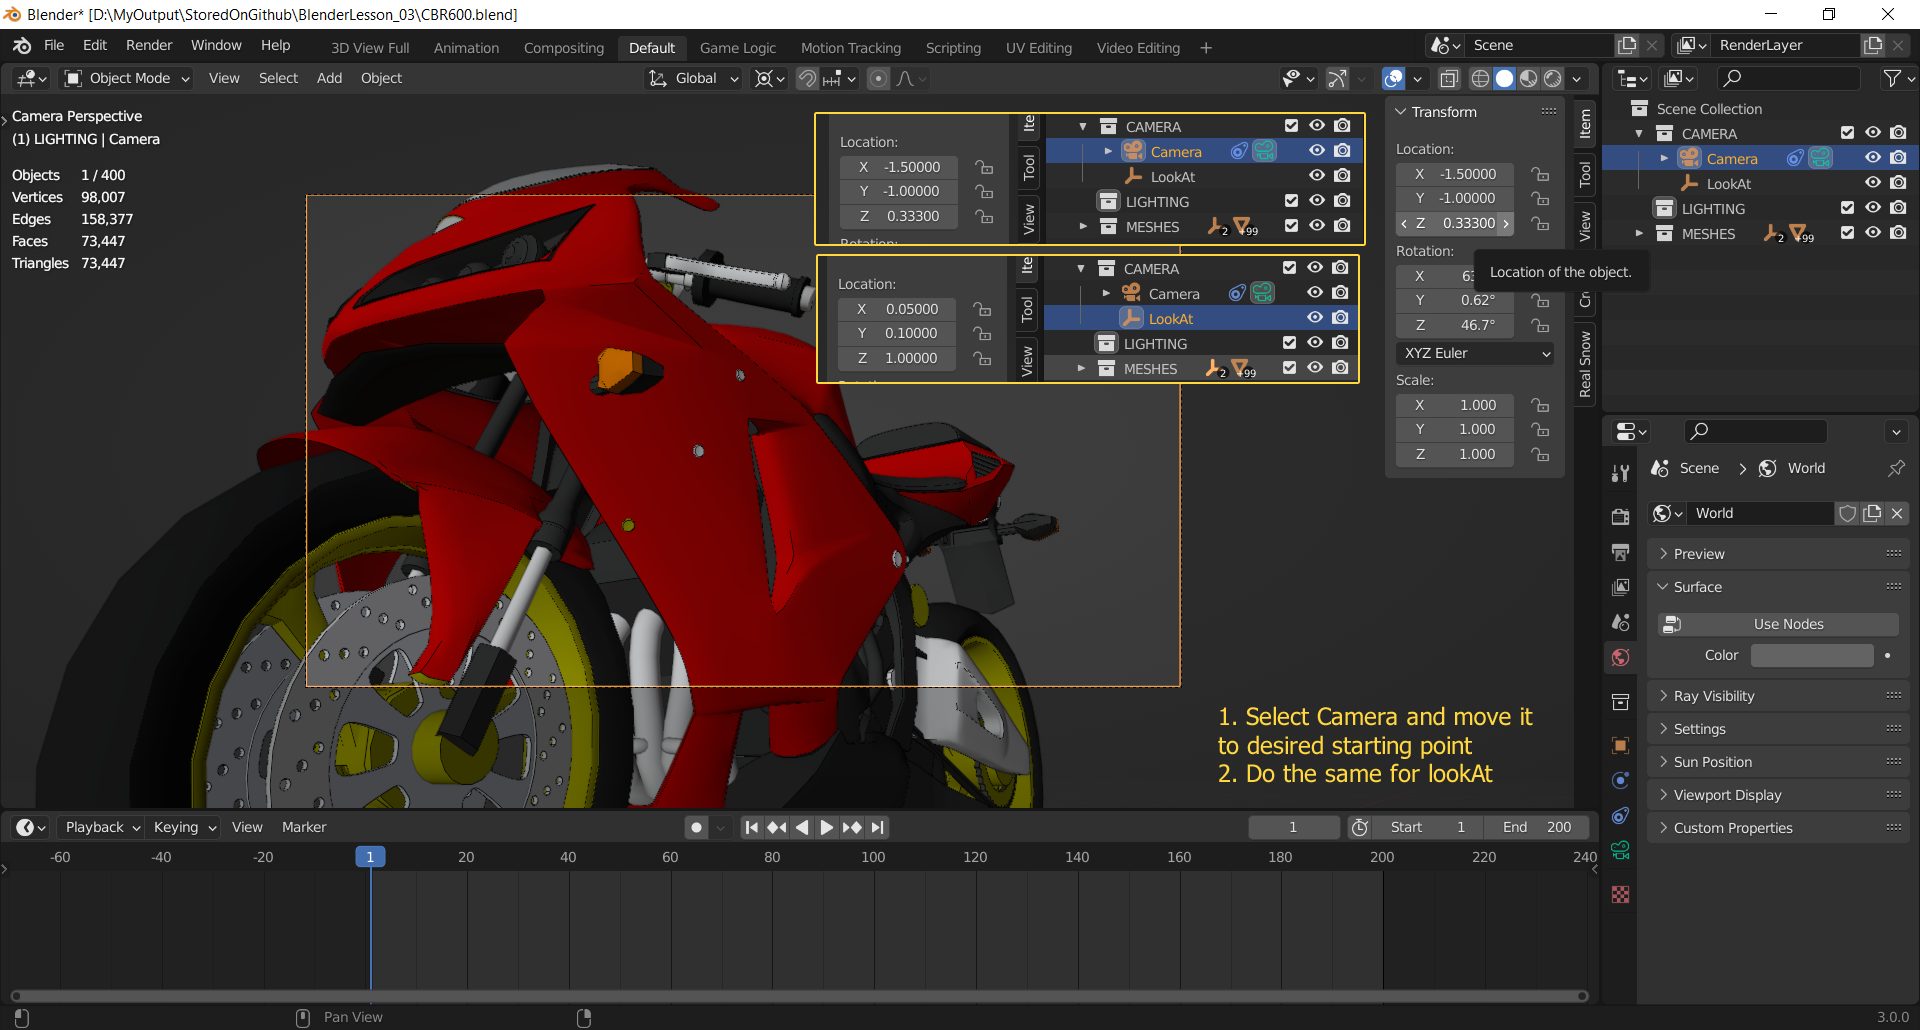 Blender* [D:\MyOutput\StoredOnGithub\BlenderLesson_03\CBR600.blend]
File Edit Render Window Help
3D View Full Animation Compositing Default Game Logic Motion Tracking Scripting UV Editing Video Editing +
Scene
RenderLayer
Object Mode View Select Add Object
Global
Camera Perspective
(1) LIGHTING | Camera
Objects 1 / 400
Vertices 98,007
Edges 158,377
Faces 73,447
Triangles 73,447
Location:
X -1.50000
Y -1.00000
Z 0.33300
Tool
View
CAMERA
Camera
LookAt
LIGHTING
MESHES 2 +99
Location:
X 0.05000
Y 0.10000
Z 1.00000
Tool
View
CAMERA
Camera
LookAt
LIGHTING
MESHES 2 +99
Transform
Location:
X -1.50000
Y -1.00000
Z 0.33300
Rotation:
Location of the object.
X
Y 0.62°
Z 46.7°
XYZ Euler
Scale:
X 1.000
Y 1.000
Z 1.000
Item
Tool
View
Real Snow
Scene Collection
CAMERA
Camera
LookAt
LIGHTING
MESHES 2 +99
Scene > World
World
Preview
Surface
Use Nodes
Color
Ray Visibility
Settings
Sun Position
Viewport Display
Custom Properties
1. Select Camera and move it
to desired starting point
2. Do the same for lookAt
Playback Keying View Marker
1
Start 1 End 200
-60 -40 -20 1 20 40 60 80 100 120 140 160 180 200 220 240
Pan View
3.0.0